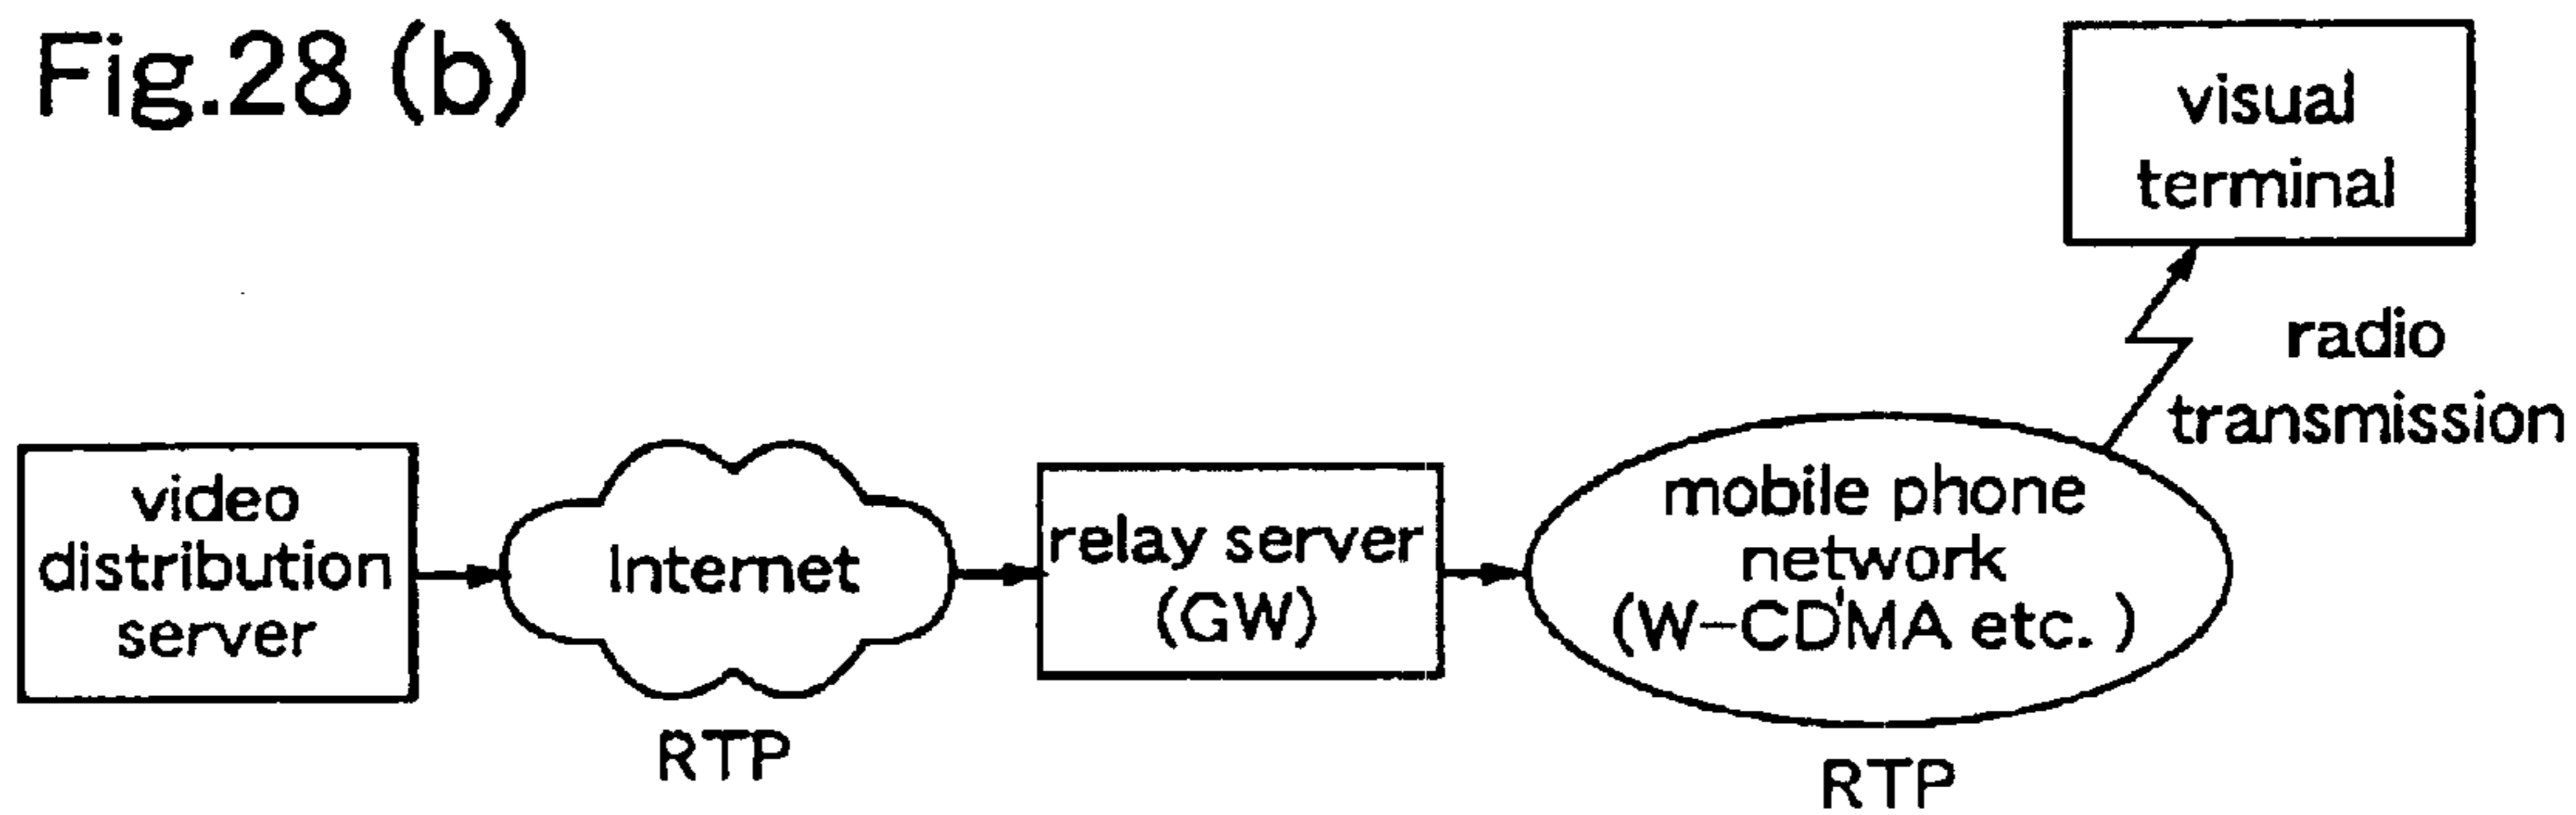 Fig.28 (b)
visual
terminal
radio
transmission
video
distribution
server
Internet
RTP
relay server
(GW)
mobile phone
network
(W-CDMA etc. )
RTP